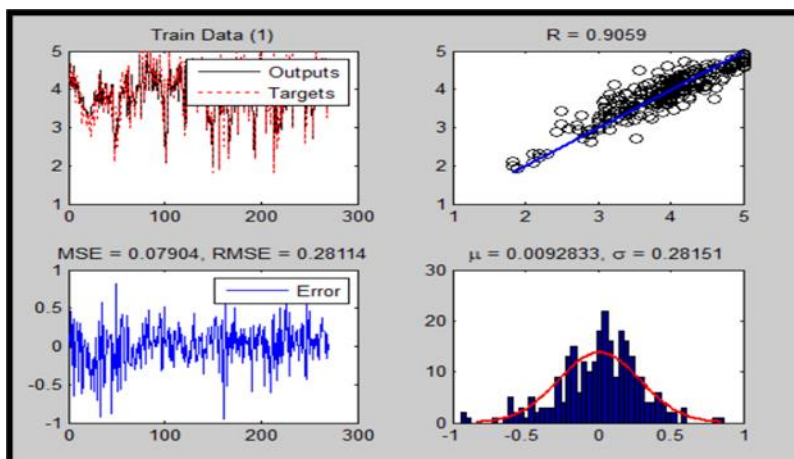 Train Data (1)
5
4
3
2
1
0 100 200 300
Outputs
Targets
R = 0.9059
5
4
3
2
1
1 2 3 4 5
MSE = 0.07904, RMSE = 0.28114
1
0.5
0
-0.5
-1
0 100 200 300
Error
μ = 0.0092833, σ = 0.28151
30
20
10
0
-1 -0.5 0 0.5 1